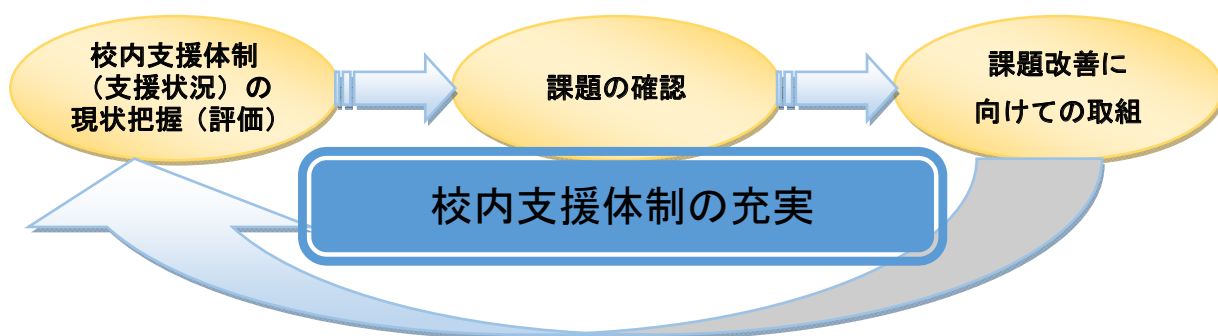 校内支援体制
（支援状況）の
現状把握（評価）
課題の確認
課題改善に
向けての取組
校内支援体制の充実